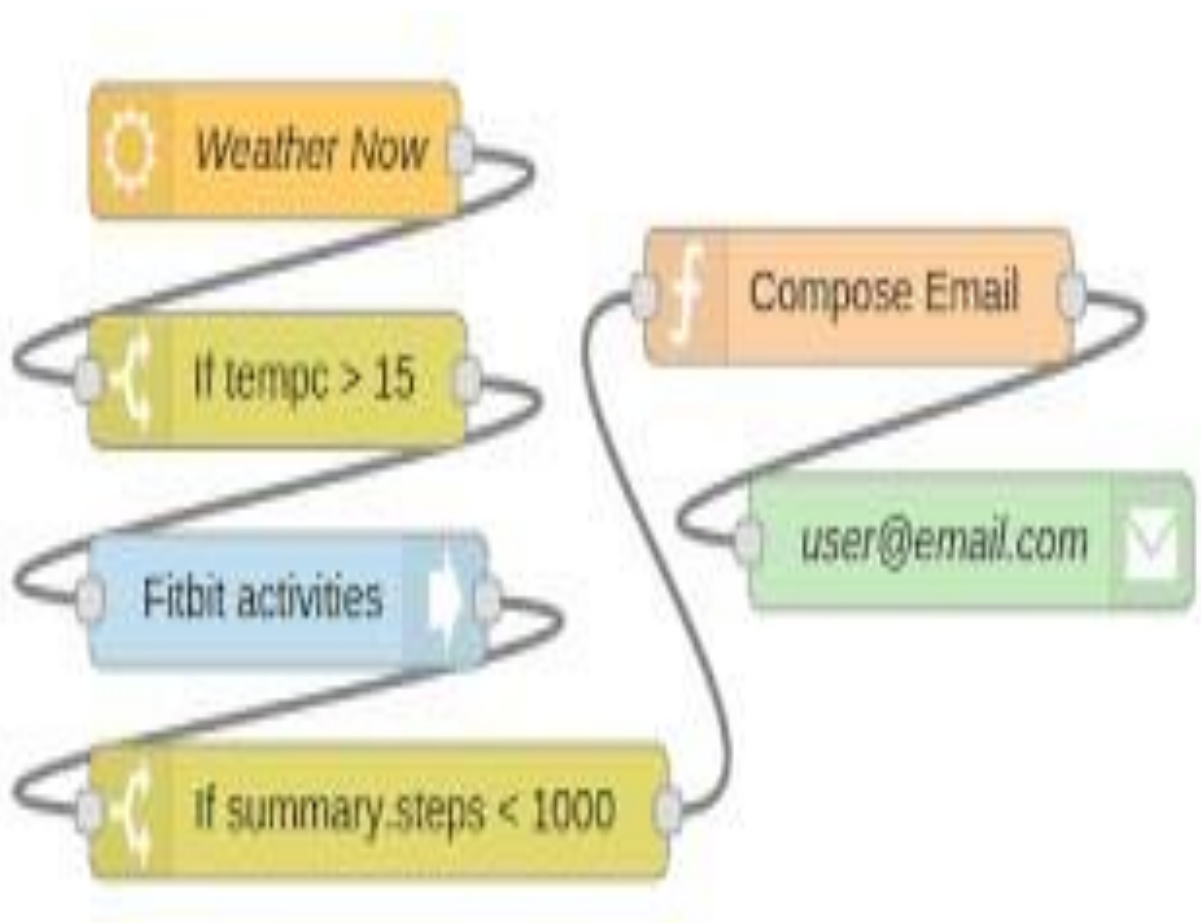 Weather Now
If tempc > 15
Fitbit activities
If summary.steps < 1000
Compose Email
user@email.com